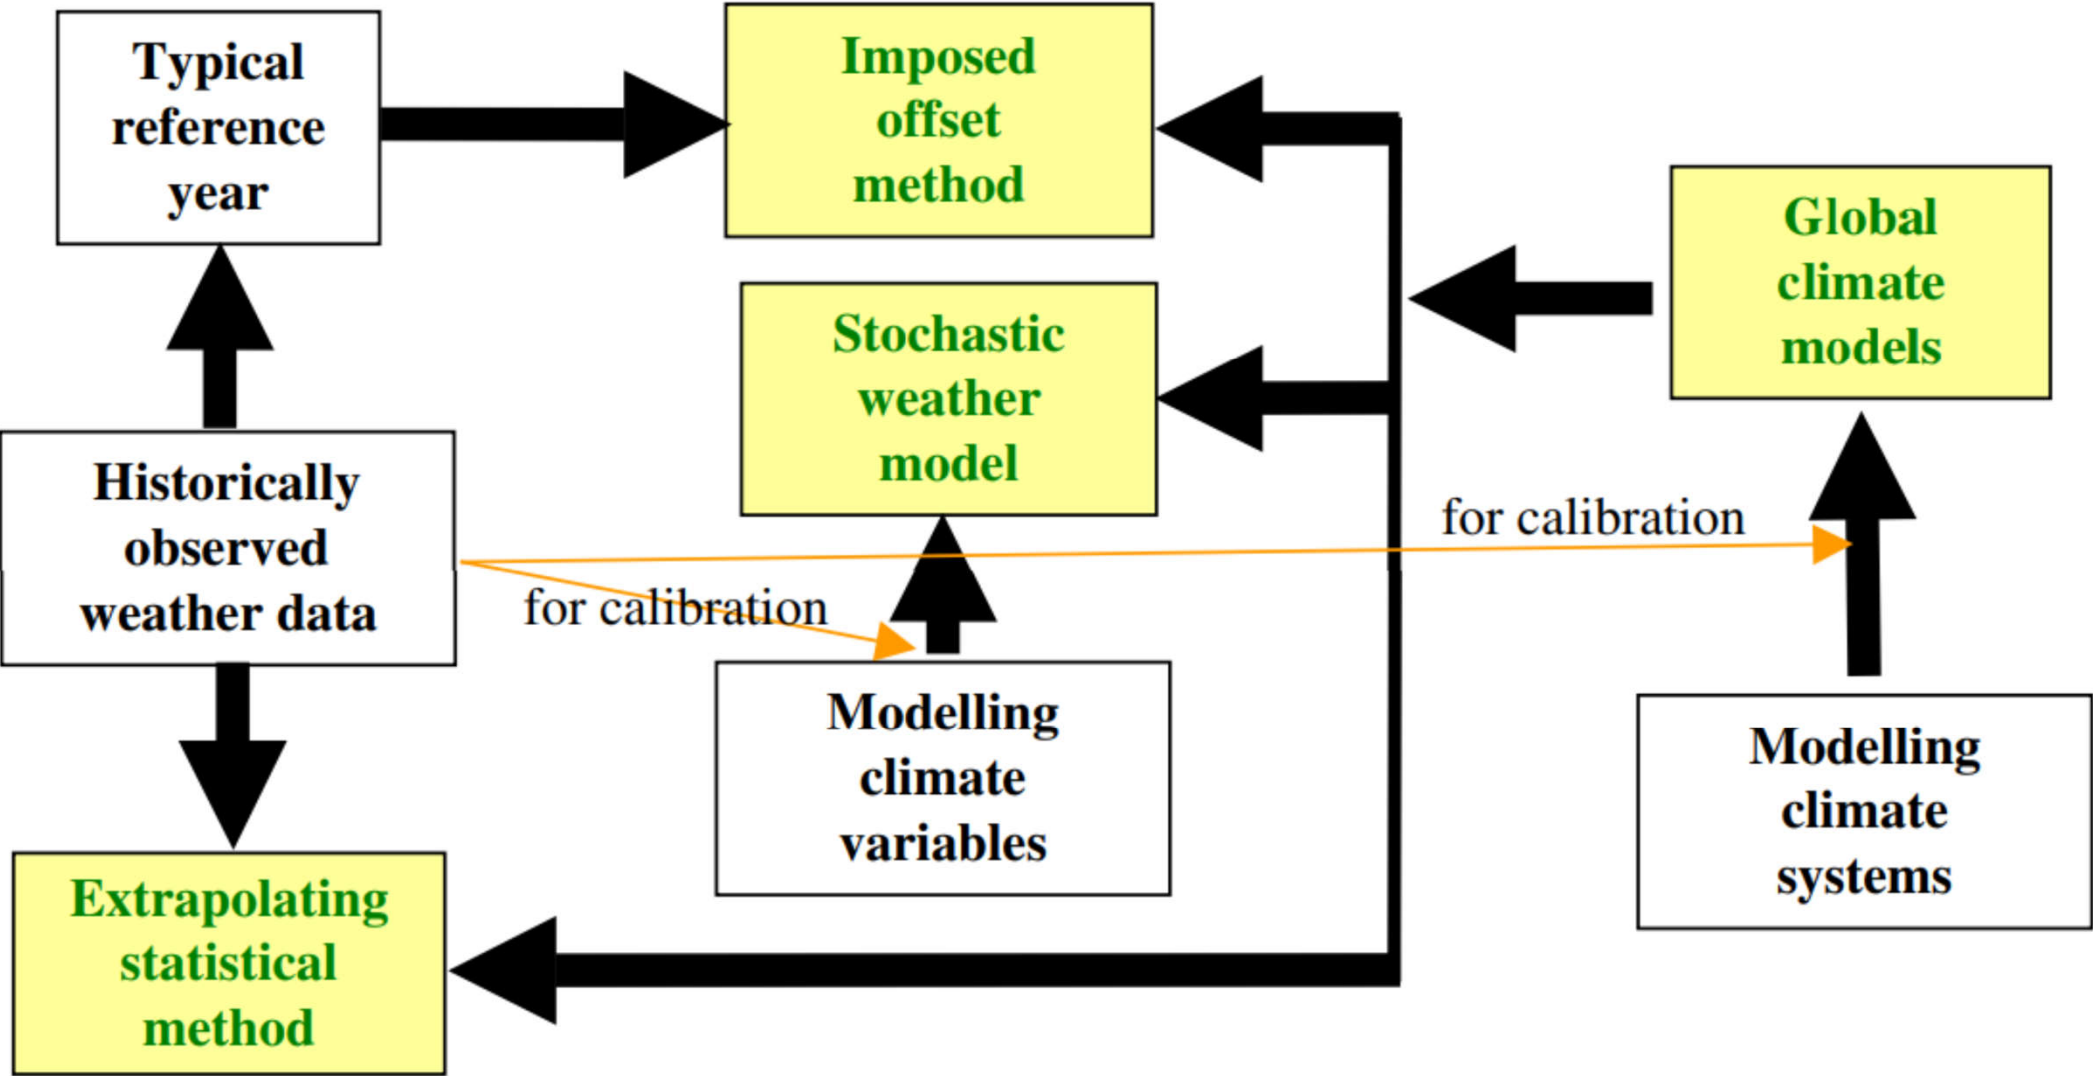 Typical
reference
year
Imposed
offset
method
Global
climate
models
Stochastic
weather
model
Historically
observed
weather data
for calibration
for calibration
Modelling
climate
variables
Modelling
climate
systems
Extrapolating
statistical
method